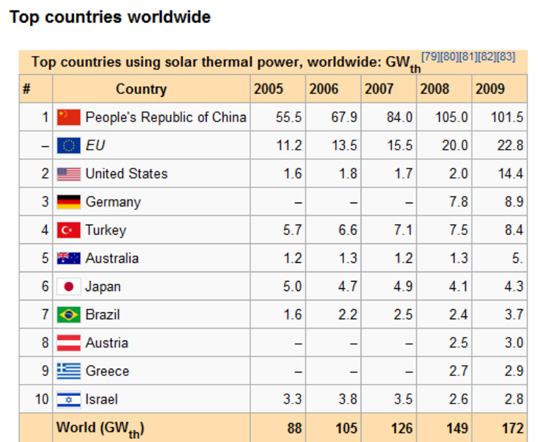 Top countries worldwide
Top countries using solar thermal power, worldwide: GWth[79][80][81][82][83]
# Country 2005 2006 2007 2008 2009
1 People's Republic of China 55.5 67.9 84.0 105.0 101.5
– EU 11.2 13.5 15.5 20.0 22.8
2 United States 1.6 1.8 1.7 2.0 14.4
3 Germany – – – 7.8 8.9
4 Turkey 5.7 6.6 7.1 7.5 8.4
5 Australia 1.2 1.3 1.2 1.3 5.
6 Japan 5.0 4.7 4.9 4.1 4.3
7 Brazil 1.6 2.2 2.5 2.4 3.7
8 Austria – – – 2.5 3.0
9 Greece – – – 2.7 2.9
10 Israel 3.3 3.8 3.5 2.6 2.8
World (GWth) 88 105 126 149 172